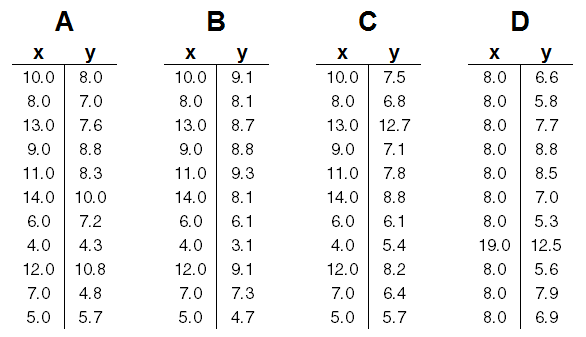 A B C D
x y x y x y x y
10.0 8.0 10.0 9.1 10.0 7.5 8.0 6.6
8.0 7.0 8.0 8.1 8.0 6.8 8.0 5.8
13.0 7.6 13.0 8.7 13.0 12.7 8.0 7.7
9.0 8.8 9.0 8.8 9.0 7.1 8.0 8.8
11.0 8.3 11.0 9.3 11.0 7.8 8.0 8.5
14.0 10.0 14.0 8.1 14.0 8.8 8.0 7.0
6.0 7.2 6.0 6.1 6.0 6.1 8.0 5.3
4.0 4.3 4.0 3.1 4.0 5.4 19.0 12.5
12.0 10.8 12.0 9.1 12.0 8.2 8.0 5.6
7.0 4.8 7.0 7.3 7.0 6.4 8.0 7.9
5.0 5.7 5.0 4.7 5.0 5.7 8.0 6.9